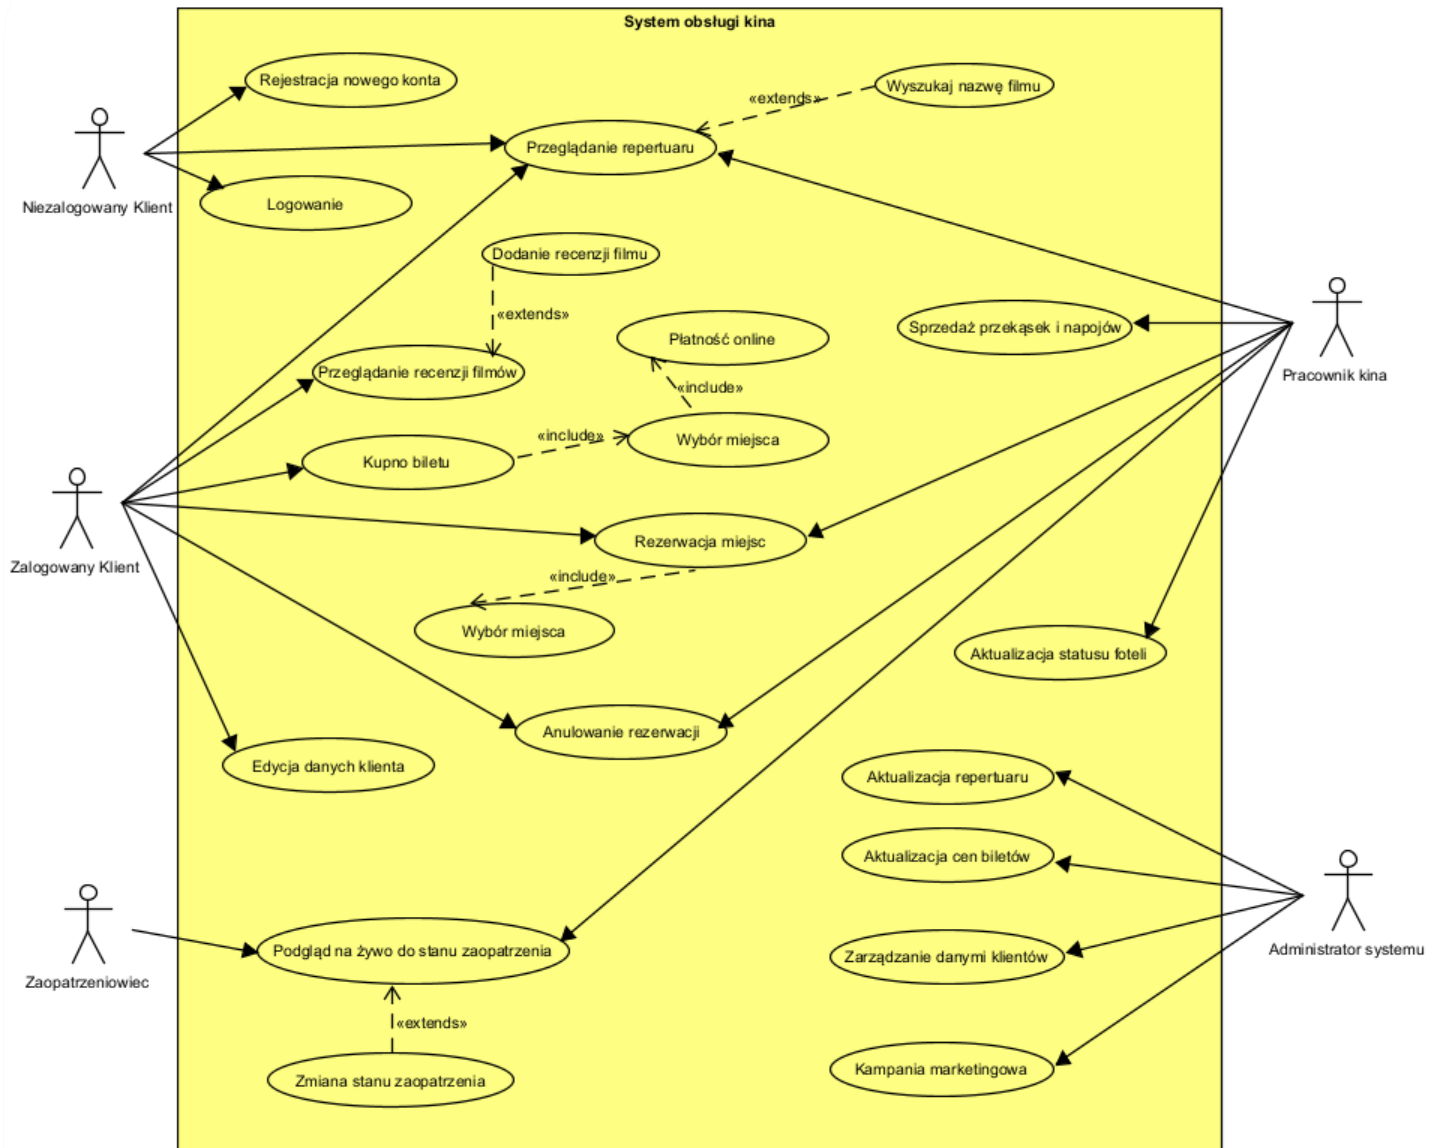 System obsługi kina
Rejestracja nowego konta
Wyszukaj nazwę filmu
«extends»
Przeglądanie repertuaru
Niezalogowany Klient
Logowanie
Dodanie recenzji filmu
«extends»
Płatność online
Sprzedaż przekąsek i napojów
Przeglądanie recenzji filmów
Pracownik kina
«include»
«include»
Wybór miejsca
Kupno biletu
Rezerwacja miejsc
Zalogowany Klient
«include»
Wybór miejsca
Aktualizacja statusu foteli
Anulowanie rezerwacji
Edycja danych klienta
Aktualizacja repertuaru
Aktualizacja cen biletów
Podgląd na żywo do stanu zaopatrzenia
Zarządzanie danymi klientów
Administrator systemu
Zaopatrzeniowiec
«extends»
Kampania marketingowa
Zmiana stanu zaopatrzenia